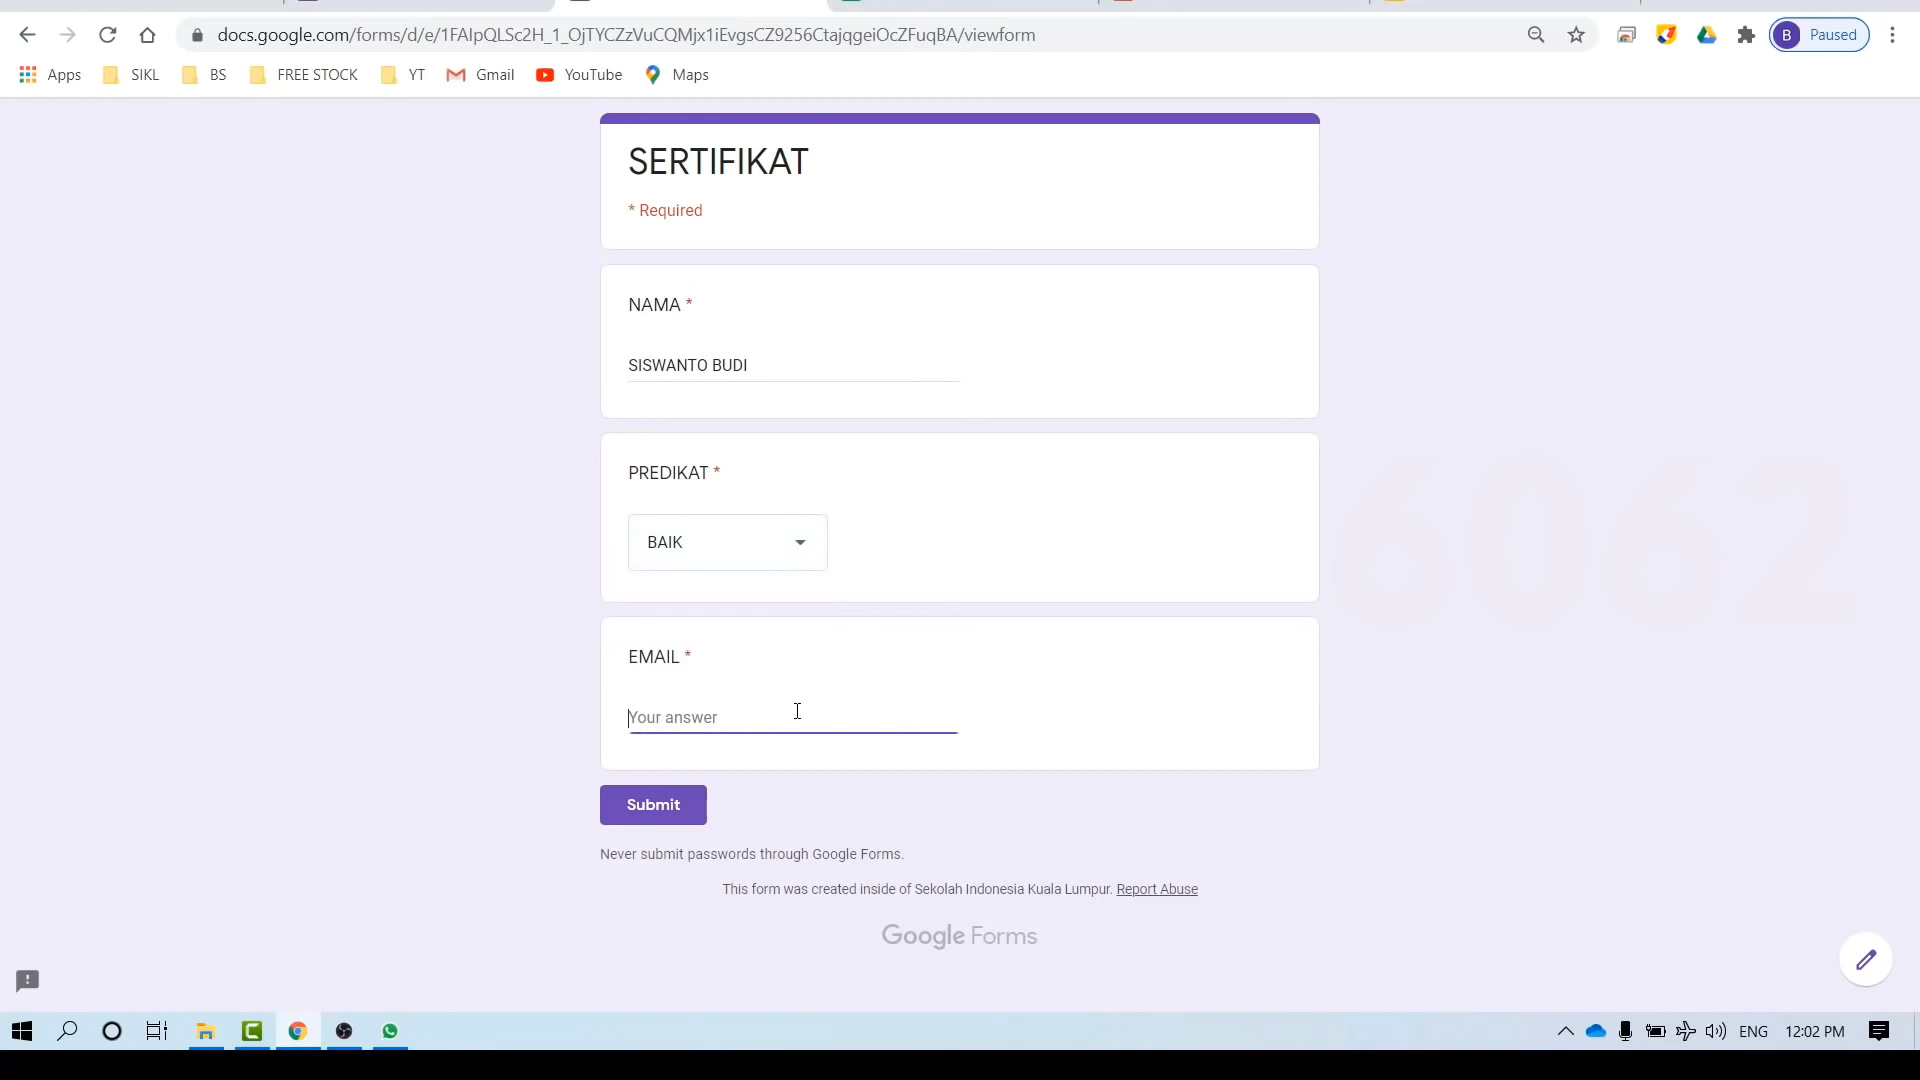 docs.google.com/forms/d/e/1FAIpQLSc2H_1_OjTYCZzVuCQMjx1iEvgsCZ9256CtajqgeiOcZFuqBA/viewform
B Paused
Apps SIKL BS FREE STOCK YT Gmail YouTube Maps
SERTIFIKAT
* Required
NAMA *
SISWANTO BUDI
PREDIKAT *
BAIK
6062
EMAIL *
Your answer
Submit
Never submit passwords through Google Forms.
This form was created inside of Sekolah Indonesia Kuala Lumpur. Report Abuse
Google Forms
ENG 12:02 PM